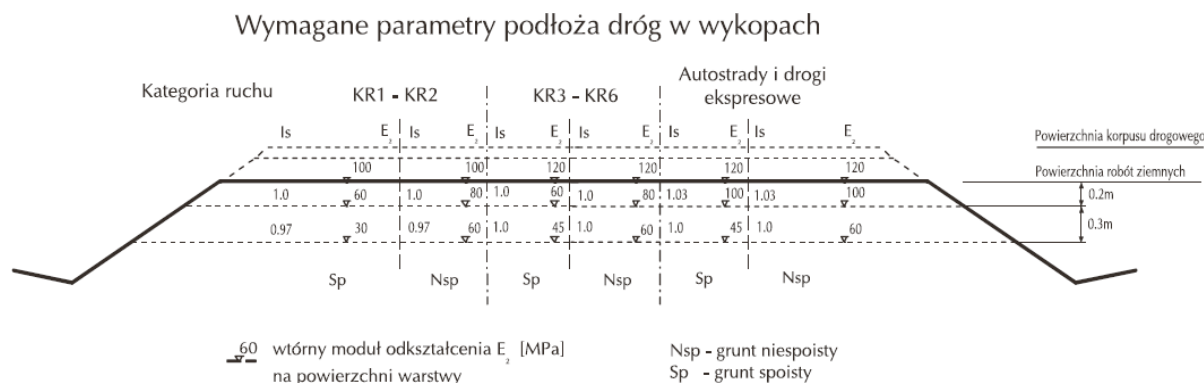 Wymagane parametry podłoża dróg w wykopach
Kategoria ruchu KR1 - KR2 KR3 - KR6 Autostrady i drogi
ekspresowe
Is E₂ Is E₂ Is E₂ Is E₂ Is E₂ Is E₂
Powierzchnia korpusu drogowego
100 100 120 120 120 120
Powierzchnia robót ziemnych
1.0 60 1.0 80 1.0 60 1.0 80 1.03 100 1.03 100 0.2m
0.97 30 0.97 60 1.0 45 1.0 60 1.0 45 1.0 60 0.3m
Sp Nsp Sp Nsp Sp Nsp
60 wtórny moduł odkształcenia E₂ [MPa]
na powierzchni warstwy
Nsp - grunt niespoisty
Sp - grunt spoisty